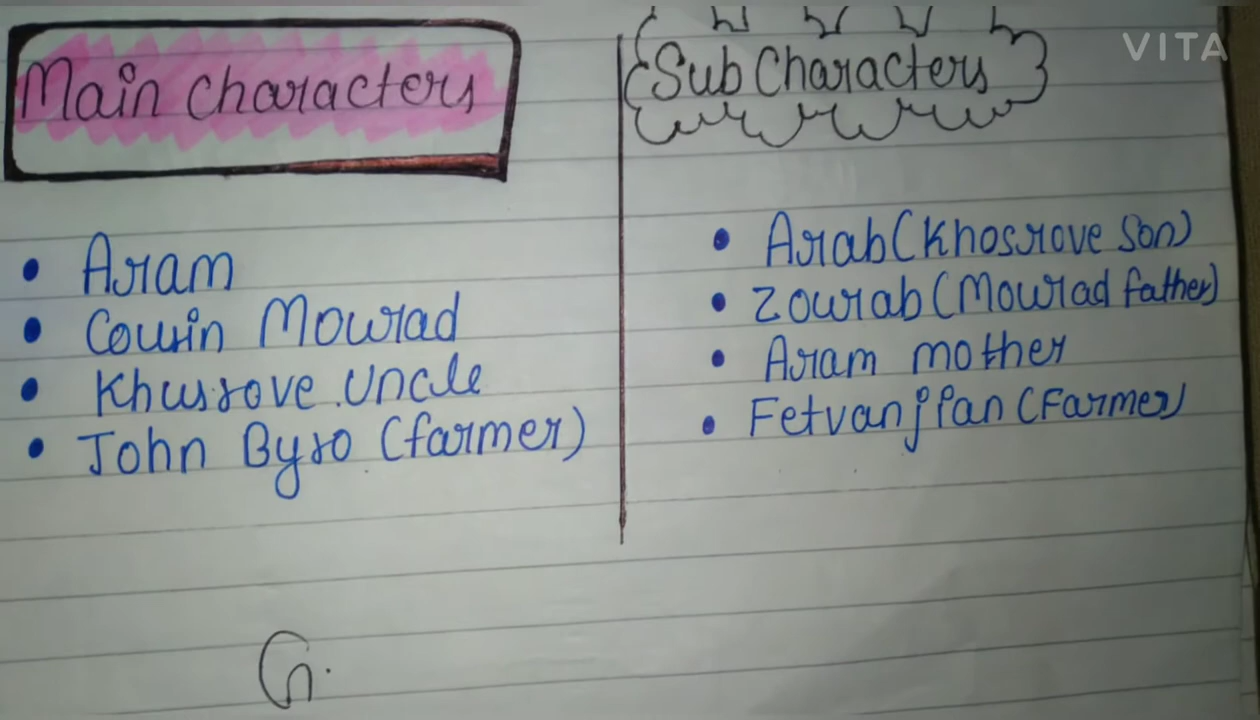 Main characters
• Aram
• Cousin Mourad
• Khusrove Uncle
• John Byro (farmer)
Sub Characters
• Arab (Khosrove Son)
• Zourab (Mourad father)
• Aram mother
• Fetvanjian (Farmer)
VITA